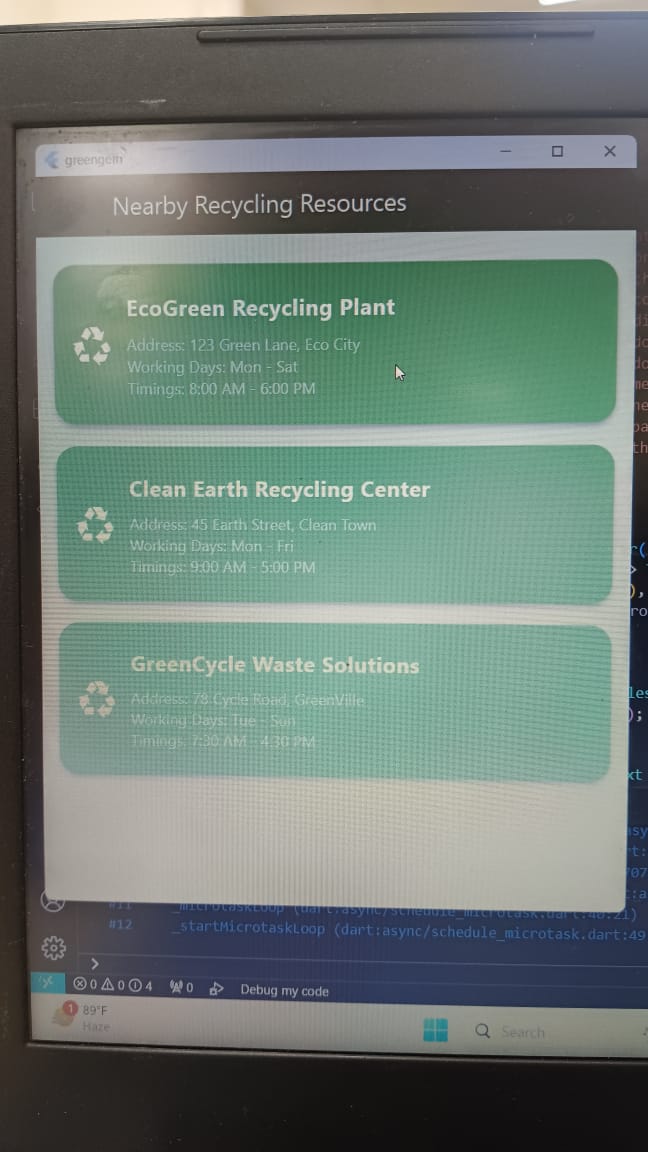 greengem
Nearby Recycling Resources
EcoGreen Recycling Plant
Address: 123 Green Lane, Eco City
Working Days: Mon - Sat
Timings: 8:00 AM - 6:00 PM
Clean Earth Recycling Center
Address: 45 Earth Street, Clean Town
Working Days: Mon - Fri
Timings: 9:00 AM - 5:00 PM
GreenCycle Waste Solutions
Address: 78 Cycle Road, GreenVille
Working Days: Tue - Sun
Timings: 7:30 AM - 4:30 PM
#11 _microtaskLoop (dart:async/schedule_microtask.dart:40:21)
#12 _startMicrotaskLoop (dart:async/schedule_microtask.dart:49
0 0 4 0 Debug my code
1
89°F
Haze
Search